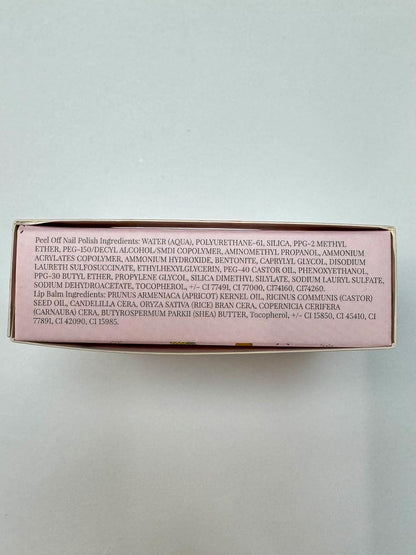 Peel Off Nail Polish Ingredients: WATER (AQUA), POLYURETHANE-61, SILICA, PPG-2 METHYL
ETHER, PEG-150/DECYL ALCOHOL/SMDI COPOLYMER, AMINOMETHYL PROPANOL, AMMONIUM
ACRYLATES COPOLYMER, AMMONIUM HYDROXIDE, BENTONITE, CAPRYLYL GLYCOL, DISODIUM
LAURETH SULFOSUCCINATE, ETHYLHEXYLGLYCERIN, PEG-40 CASTOR OIL, PHENOXYETHANOL,
PPG-30 BUTYL ETHER, PROPYLENE GLYCOL, SILICA DIMETHYL SILYLATE, SODIUM LAURYL SULFATE,
SODIUM DEHYDROACETATE, TOCOPHEROL, +/- CI 77491, CI 77000, CI74160, CI74260.
Lip Balm Ingredients: PRUNUS ARMENIACA (APRICOT) KERNEL OIL, RICINUS COMMUNIS (CASTOR)
SEED OIL, CANDELILLA CERA, ORYZA SATIVA (RICE) BRAN CERA, COPERNICIA CERIFERA
(CARNAUBA) CERA, BUTYROSPERMUM PARKII (SHEA) BUTTER, Tocopherol, +/- CI 15850, CI 45410, CI
77891, CI 42090, CI 15985.